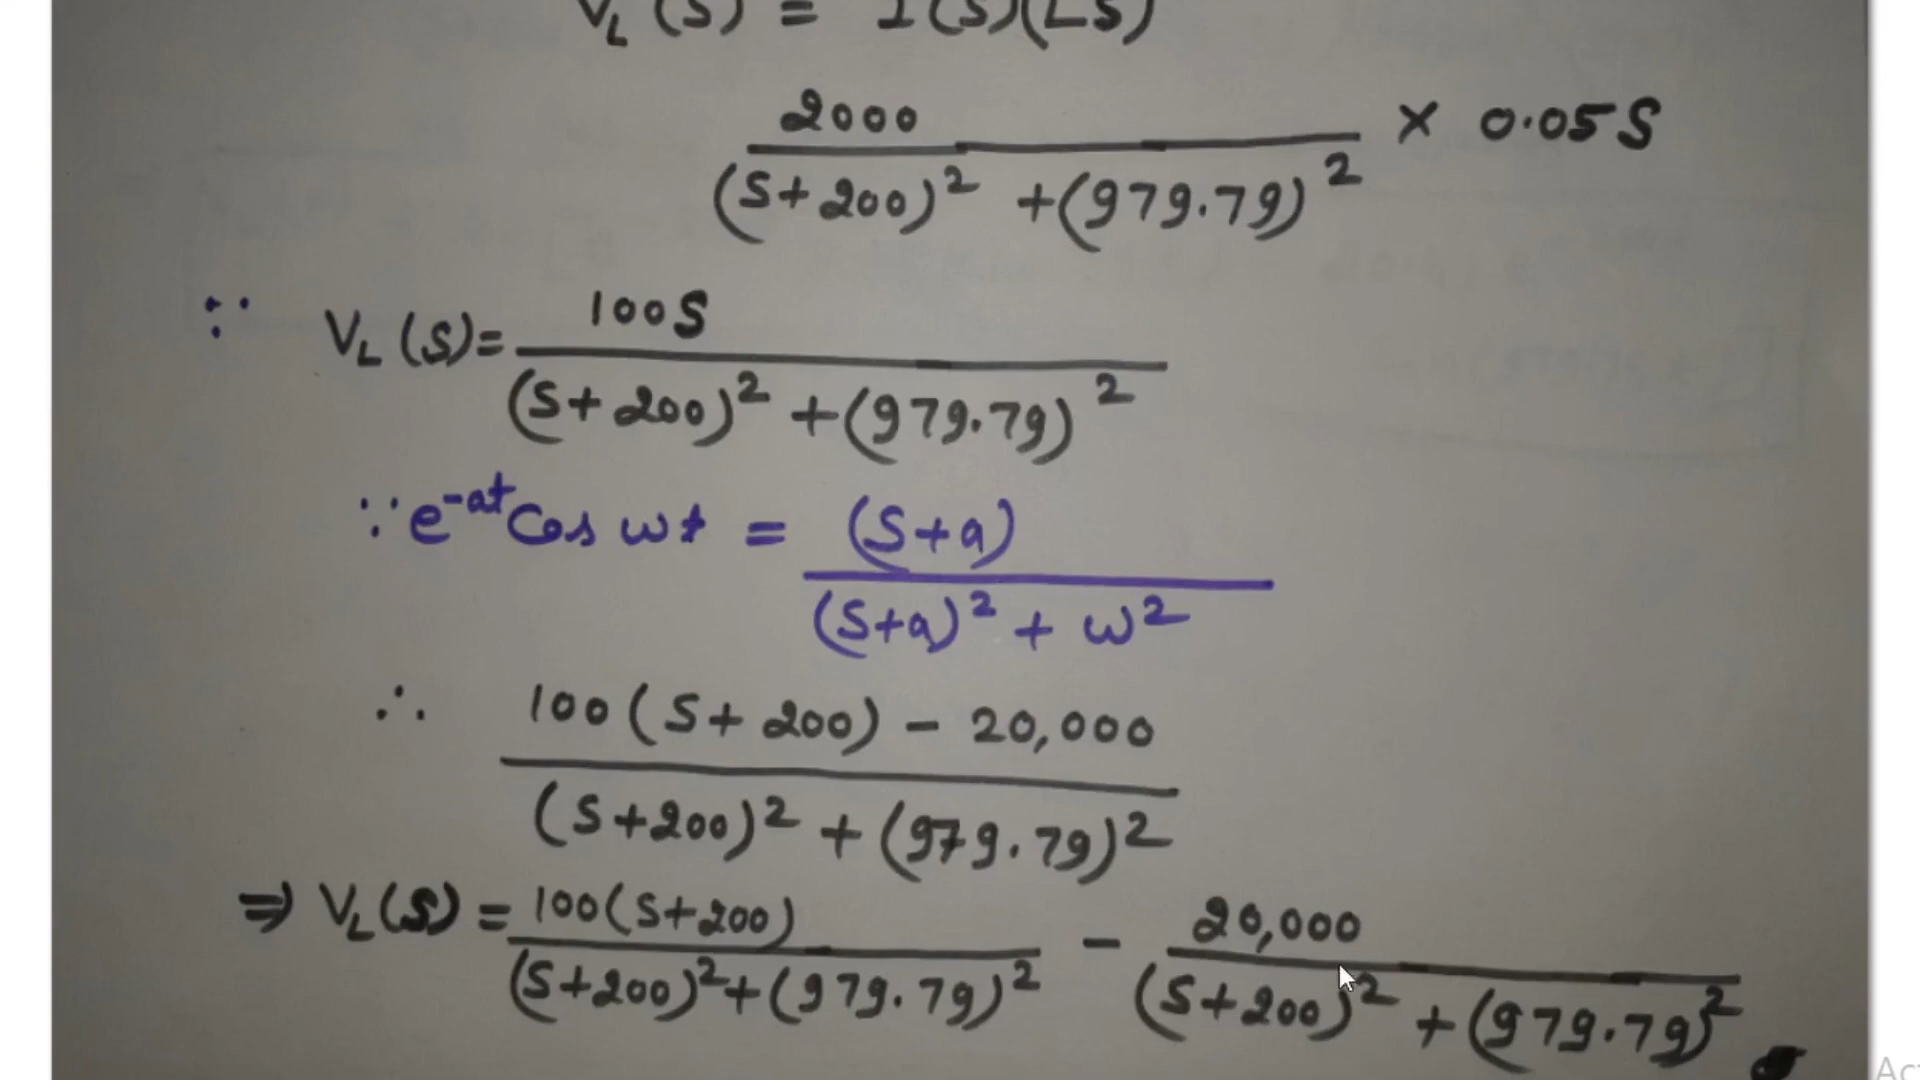 V_L (S) = I(S)(LS)
2000 / ((S+200)² + (979.79)²) × 0.05S
∵ V_L (S) = 100S / ((S+200)² + (979.79)²)
∵ e^-at Cos ωt = (S+a) / ((S+a)² + ω²)
∴ (100(S+200) - 20,000) / ((S+200)² + (979.79)²)
⇒ V_L(S) = 100(S+200) / ((S+200)² + (979.79)²) - 20,000 / ((S+200)² + (979.79)²)